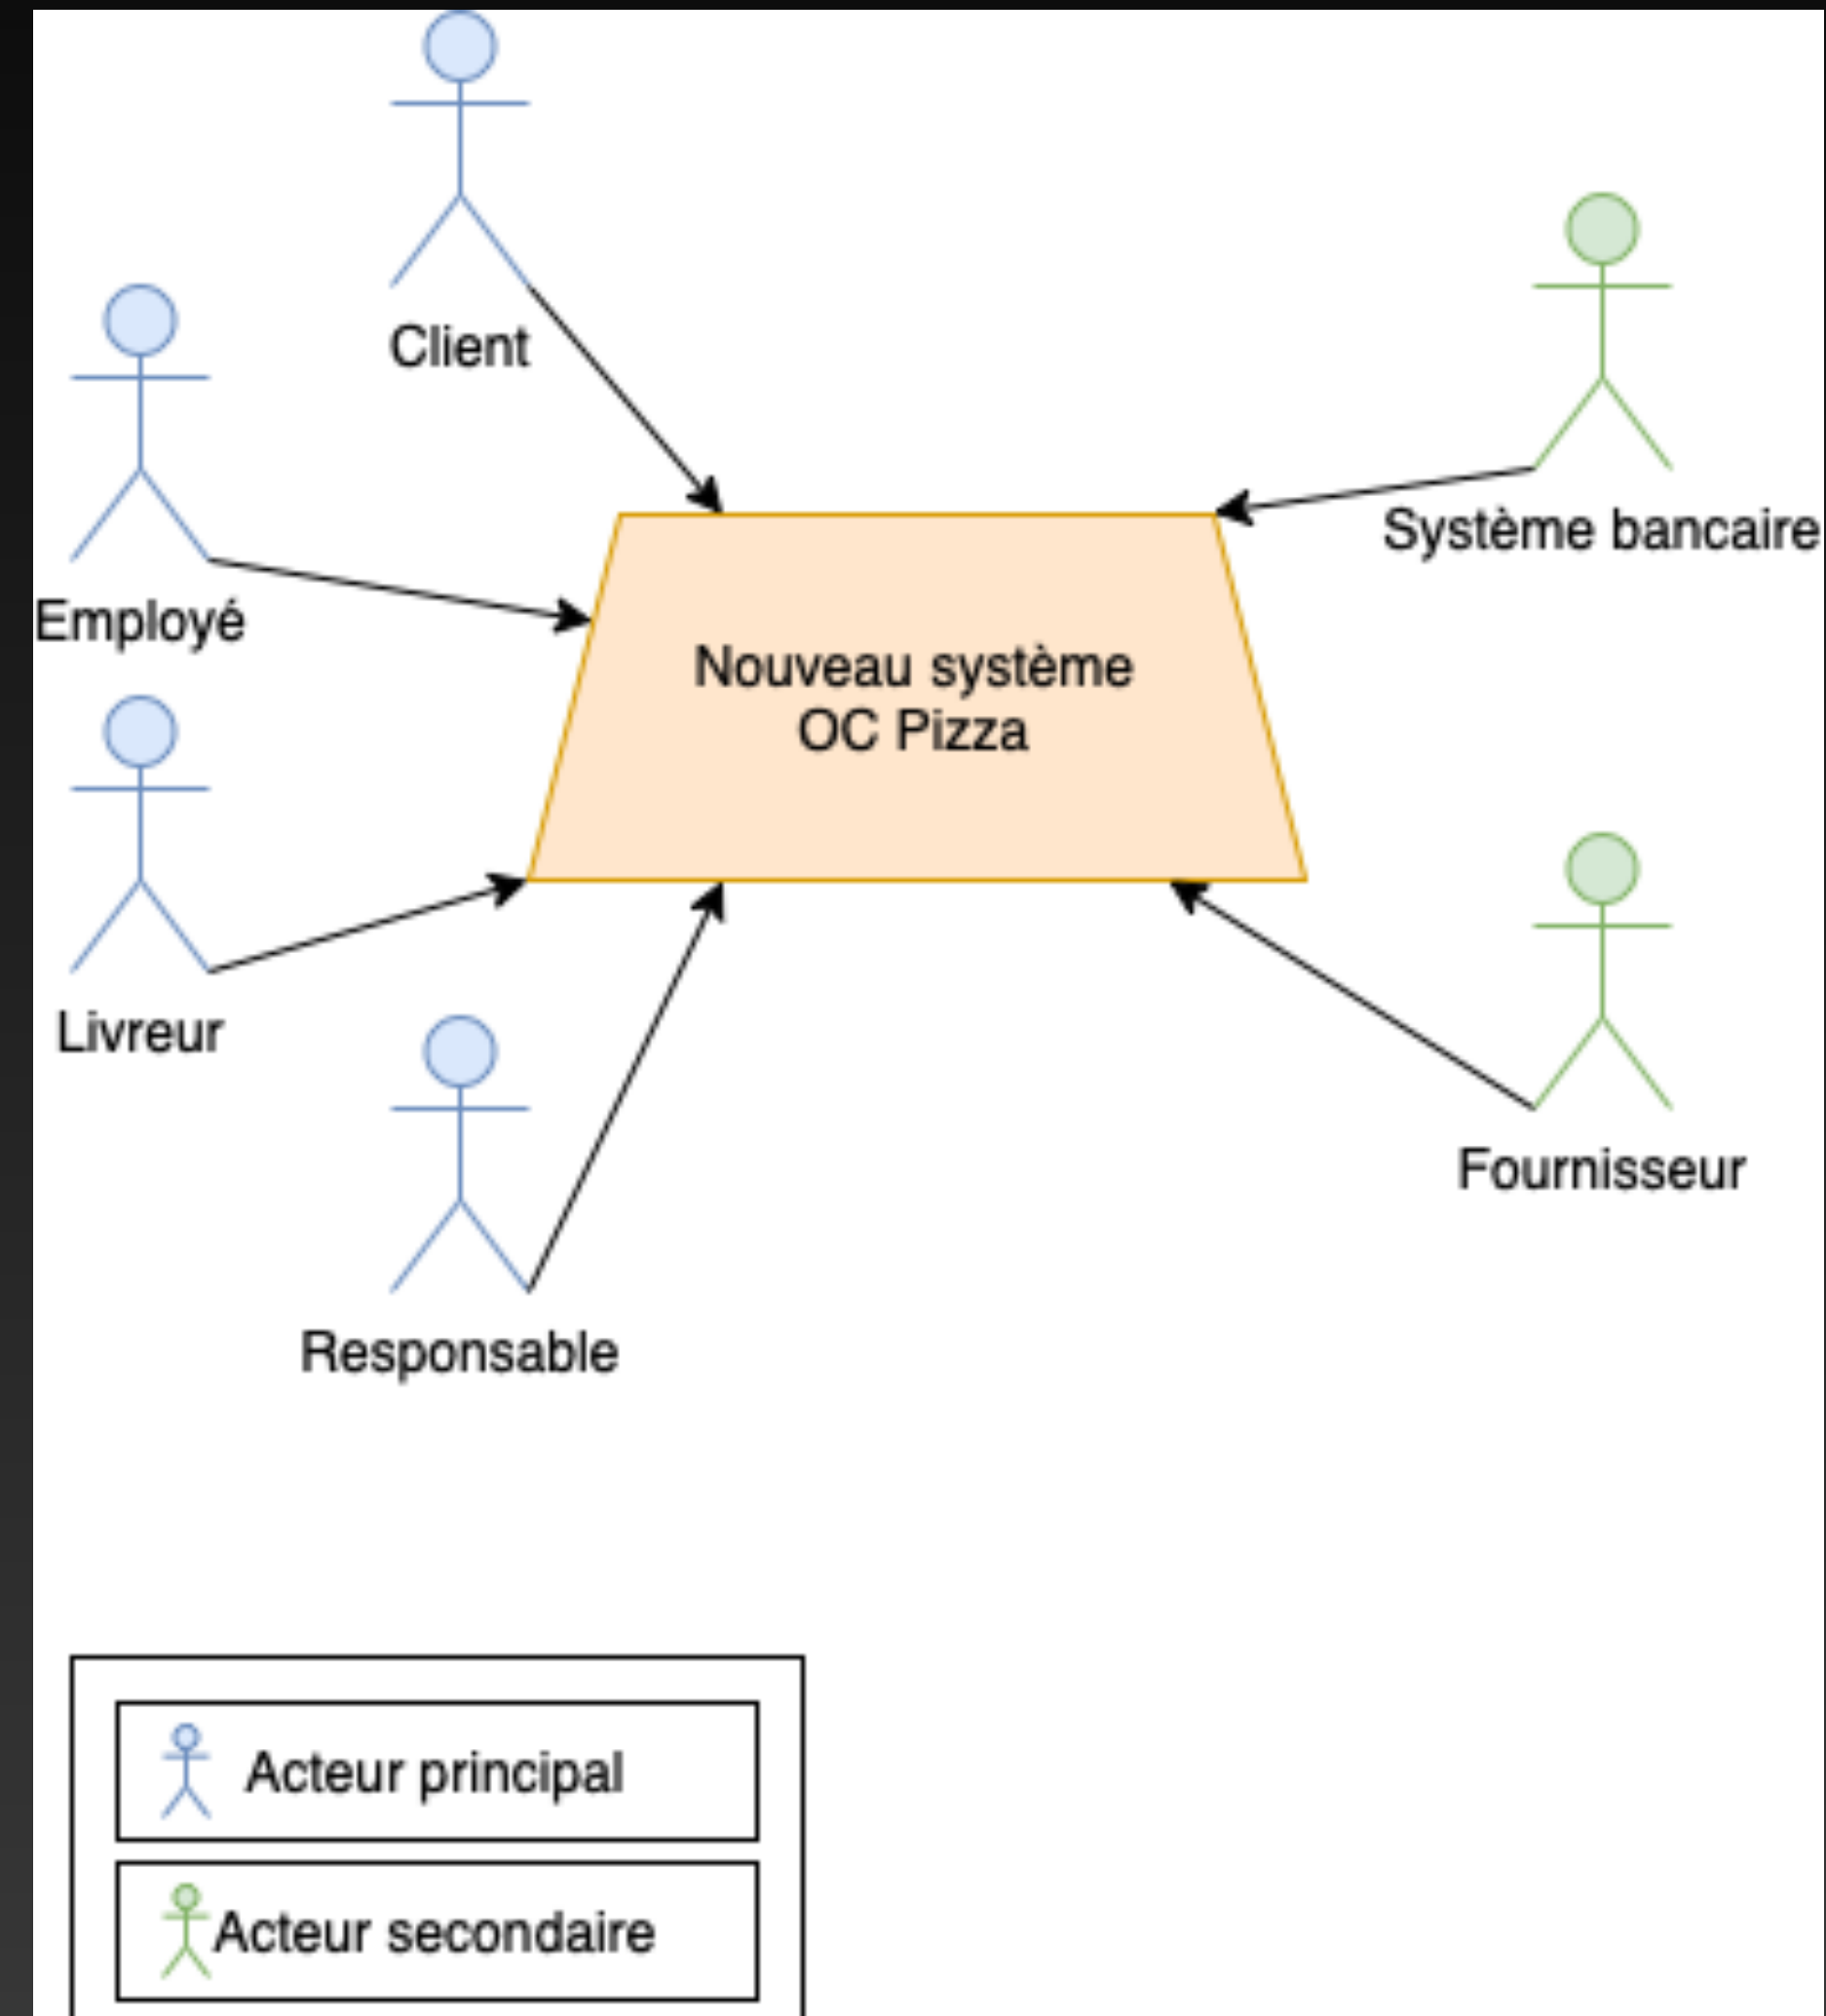 Client
Système bancaire
Employé
Nouveau système
OC Pizza
Livreur
Fournisseur
Responsable
Acteur principal
Acteur secondaire